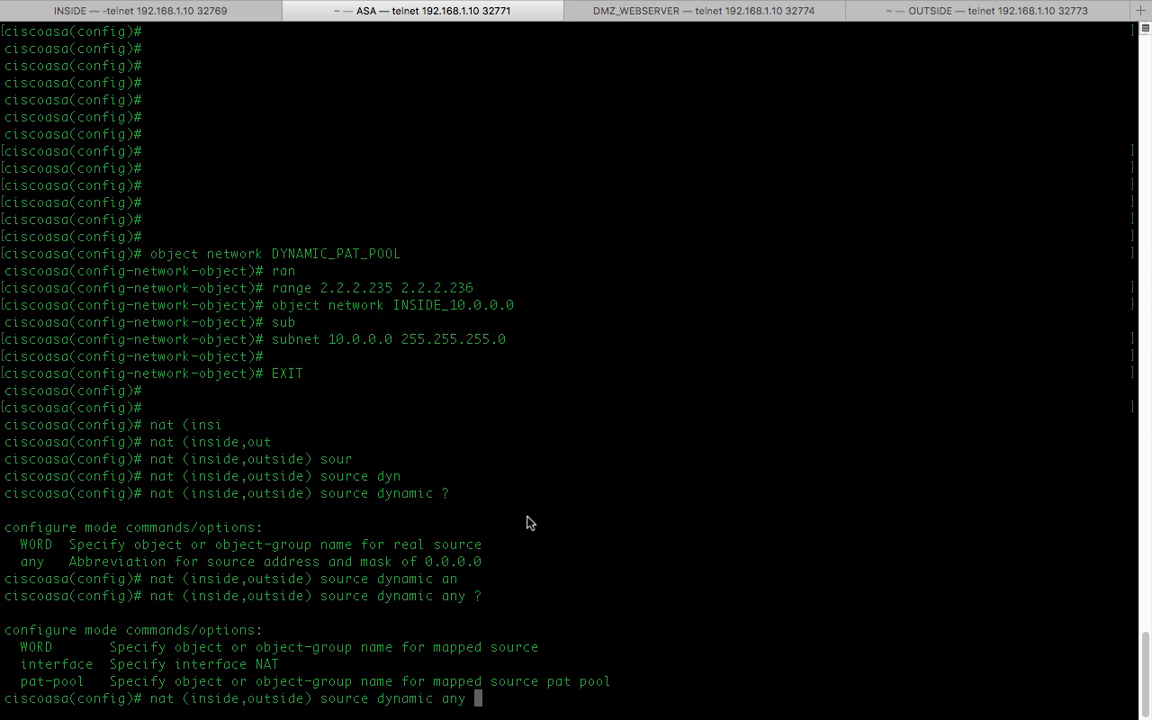 INSIDE — -telnet 192.168.1.10 32769
~ — ASA — telnet 192.168.1.10 32771
DMZ_WEBSERVER — telnet 192.168.1.10 32774
~ — OUTSIDE — telnet 192.168.1.10 32773
+
[ciscoasa(config)# ]
ciscoasa(config)#
ciscoasa(config)#
ciscoasa(config)#
ciscoasa(config)#
ciscoasa(config)#
ciscoasa(config)#
[ciscoasa(config)# ]
[ciscoasa(config)# ]
[ciscoasa(config)# ]
[ciscoasa(config)# ]
[ciscoasa(config)# ]
[ciscoasa(config)# ]
[ciscoasa(config)# object network DYNAMIC_PAT_POOL ]
ciscoasa(config-network-object)# ran
[ciscoasa(config-network-object)# range 2.2.2.235 2.2.2.236 ]
[ciscoasa(config-network-object)# object network INSIDE_10.0.0.0 ]
ciscoasa(config-network-object)# sub
[ciscoasa(config-network-object)# subnet 10.0.0.0 255.255.255.0 ]
[ciscoasa(config-network-object)# ]
[ciscoasa(config-network-object)# EXIT ]
ciscoasa(config)#
[ciscoasa(config)# ]
ciscoasa(config)# nat (insi
ciscoasa(config)# nat (inside,out
ciscoasa(config)# nat (inside,outside) sour
ciscoasa(config)# nat (inside,outside) source dyn
ciscoasa(config)# nat (inside,outside) source dynamic ?
configure mode commands/options:
WORD Specify object or object-group name for real source
any Abbreviation for source address and mask of 0.0.0.0
ciscoasa(config)# nat (inside,outside) source dynamic an
ciscoasa(config)# nat (inside,outside) source dynamic any ?
configure mode commands/options:
WORD Specify object or object-group name for mapped source
interface Specify interface NAT
pat-pool Specify object or object-group name for mapped source pat pool
ciscoasa(config)# nat (inside,outside) source dynamic any